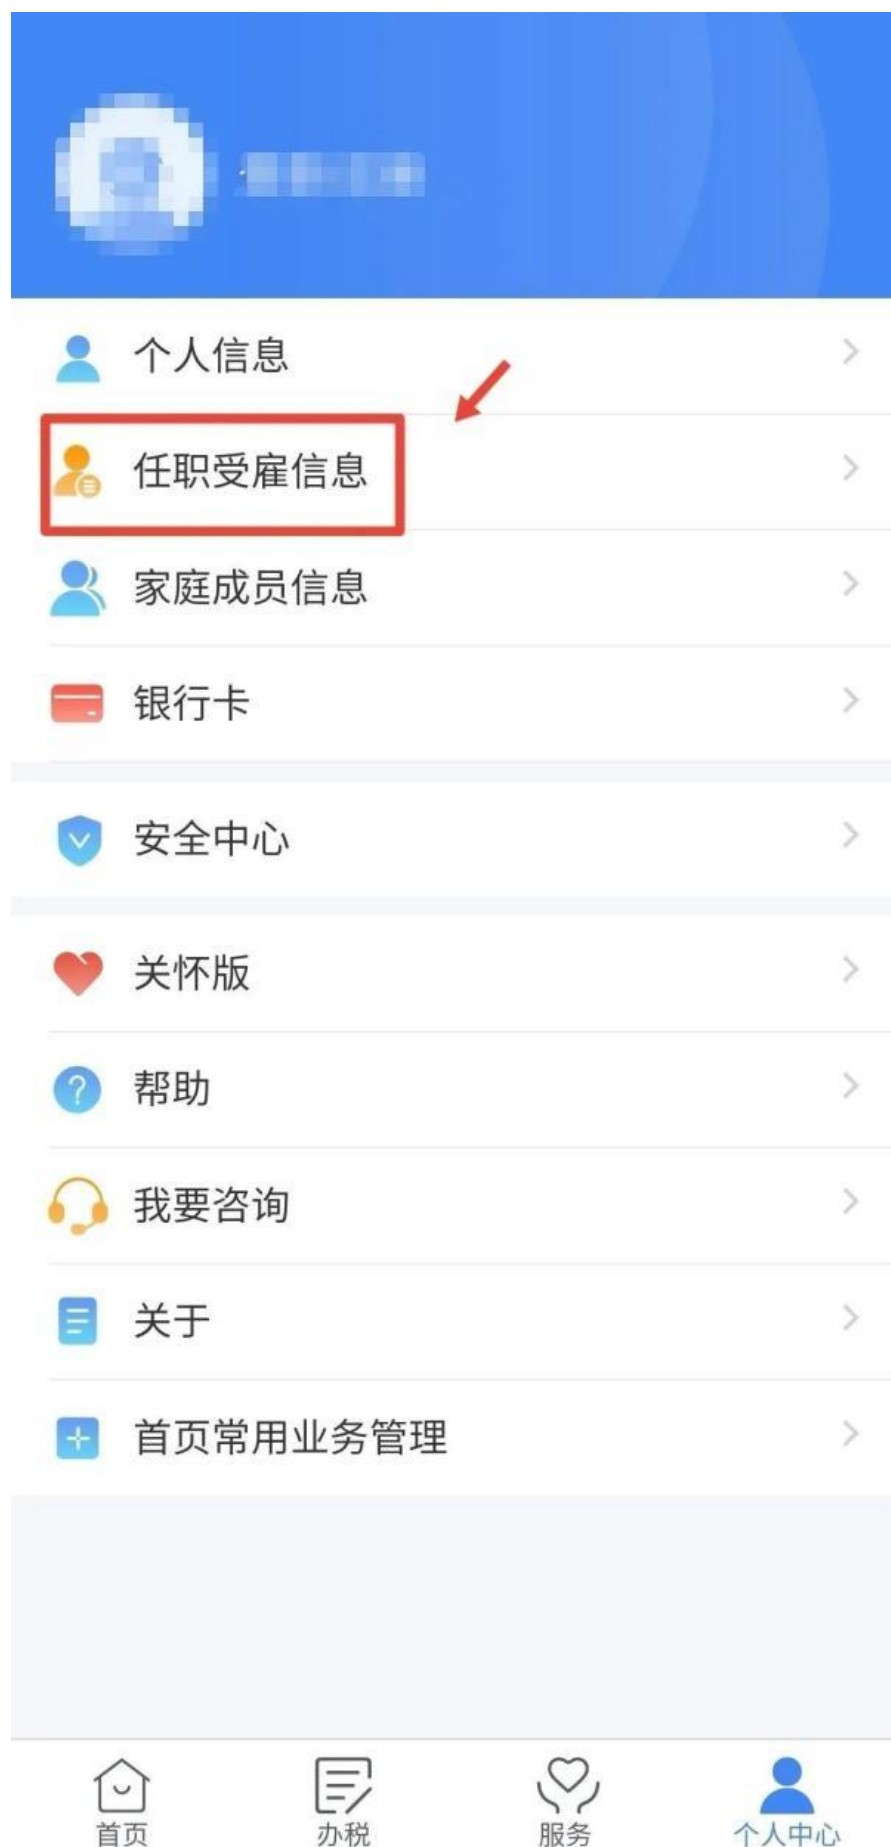 个人信息
任职受雇信息
家庭成员信息
银行卡
安全中心
关怀版
帮助
我要咨询
关于
首页常用业务管理
首页
办税
服务
个人中心